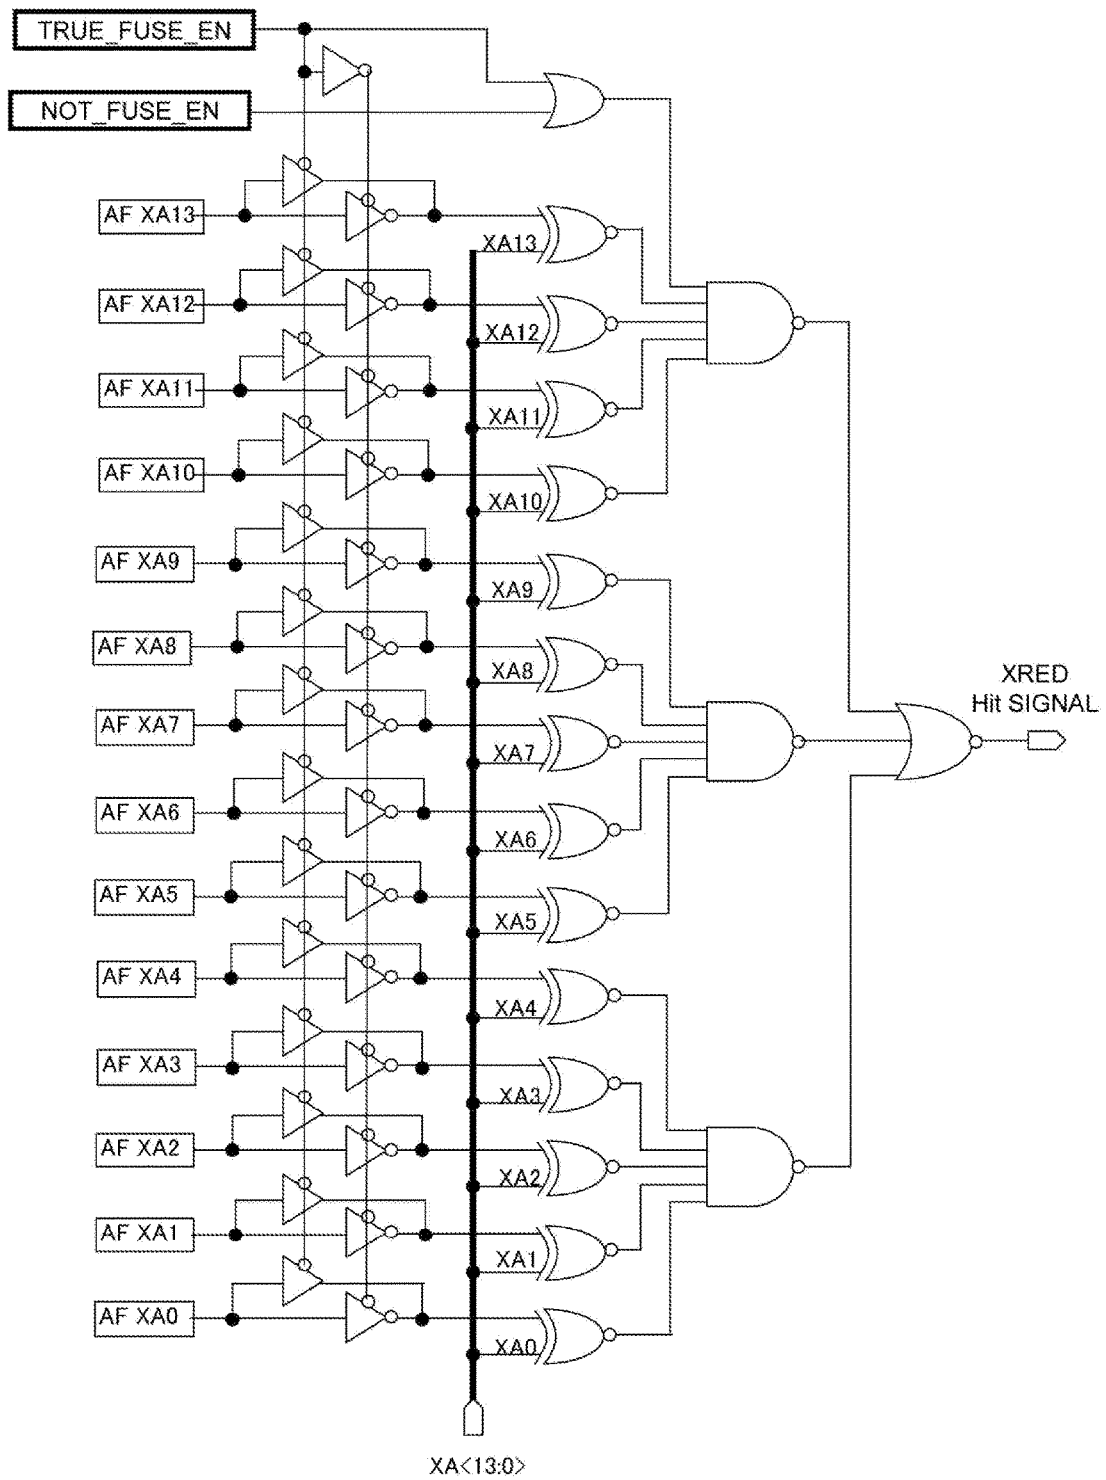 TRUE_FUSE_EN
NOT_FUSE_EN
AF XA13
XA13
AF XA12
XA12
AF XA11
XA11
AF XA10
XA10
AF XA9
XA9
AF XA8
XA8
XRED
Hit SIGNAL
AF XA7
XA7
AF XA6
XA6
AF XA5
XA5
AF XA4
XA4
AF XA3
XA3
AF XA2
XA2
AF XA1
XA1
AF XA0
XA0
XA<13:0>